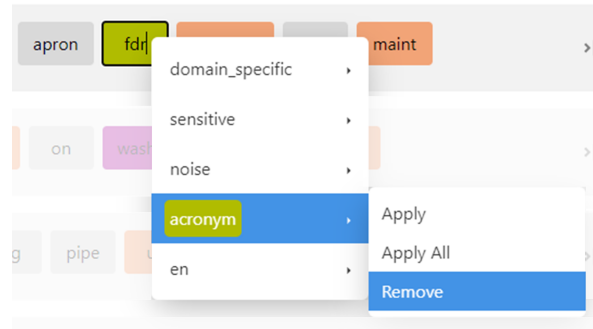 apron fdr maint
domain_specific
sensitive
on wash
noise
acronym Apply
Apply All
g pipe u
en
Remove